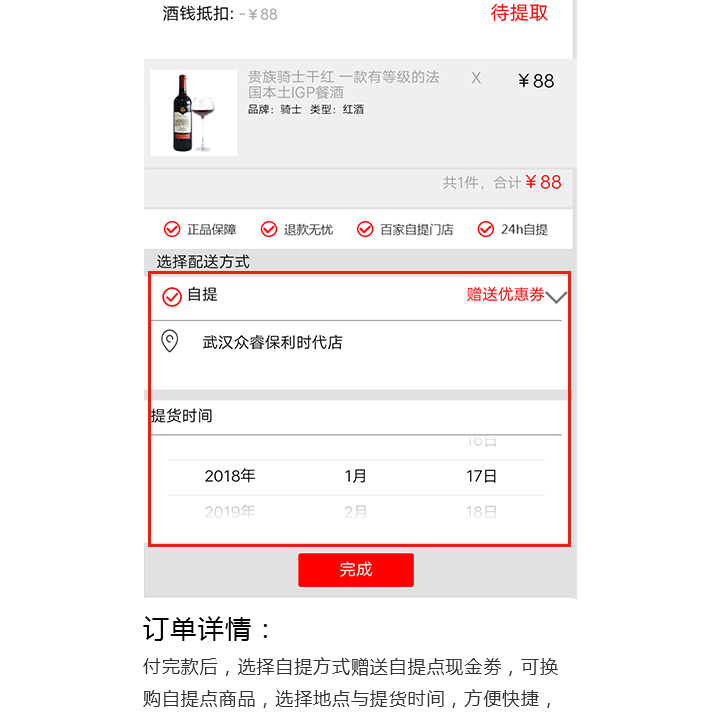 酒钱抵扣: -￥88 待提取
贵族骑士干红 一款有等级的法 X ￥88
国本土IGP餐酒
品牌：骑士 类型：红酒
共1件，合计￥88
正品保障 退款无忧 百家自提门店 24h自提
选择配送方式
自提 赠送优惠券
武汉众睿保利时代店
提货时间
16日
2018年 1月 17日
2019年 2月 18日
完成
订单详情：
付完款后，选择自提方式赠送自提点现金券，可换
购自提点商品，选择地点与提货时间，方便快捷，